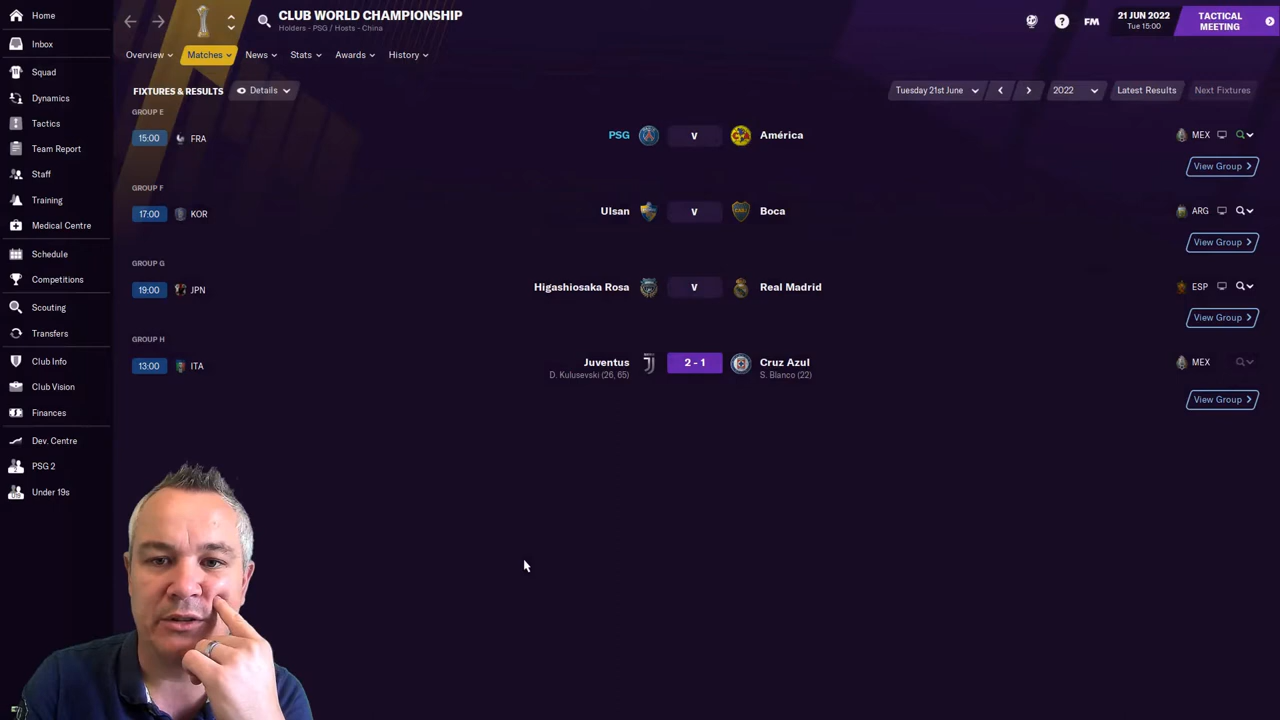 Home
CLUB WORLD CHAMPIONSHIP
Holders - PSG / Hosts - China
21 JUN 2022
Tue 15:00
FM
TACTICAL
MEETING
Inbox
Squad
Dynamics
Tactics
Team Report
Staff
Training
Medical Centre
Schedule
Competitions
Scouting
Transfers
Club Info
Club Vision
Finances
Dev. Centre
PSG 2
Under 19s
Overview Matches News Stats Awards History
FIXTURES & RESULTS Details Tuesday 21st June 2022 Latest Results Next Fixtures
GROUP E
15:00 FRA PSG v América MEX
View Group
GROUP F
17:00 KOR Ulsan v Boca ARG
View Group
GROUP G
19:00 JPN Higashiosaka Rosa v Real Madrid ESP
View Group
GROUP H
13:00 ITA Juventus 2 - 1 Cruz Azul MEX
D. Kulusevski (26, 65) S. Blanco (22)
View Group